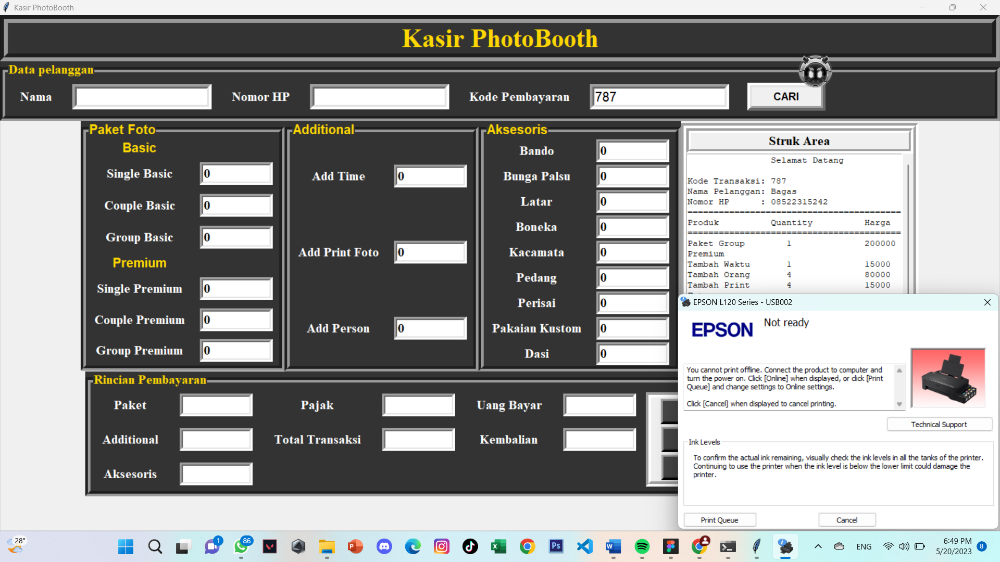 Kasir PhotoBooth
Kasir PhotoBooth
Data pelanggan
Nama
Nomor HP
Kode Pembayaran
787
CARI
Paket Foto
Basic
Single Basic
0
Couple Basic
0
Group Basic
0
Premium
Single Premium
0
Couple Premium
0
Group Premium
0
Additional
Add Time
0
Add Print Foto
0
Add Person
0
Aksesoris
Bando
0
Bunga Palsu
0
Latar
0
Boneka
0
Kacamata
0
Pedang
0
Perisai
0
Pakaian Kustom
0
Dasi
0
Struk Area
Selamat Datang
Kode Transaksi: 787
Nama Pelanggan: Bagas
Nomor HP : 08522315242
=========================================
Produk Quantity Harga
=========================================
Paket Group 1 200000
Premium
Tambah Waktu 1 15000
Tambah Orang 4 80000
Tambah Print 4 15000
Rincian Pembayaran
Paket
Pajak
Uang Bayar
Additional
Total Transaksi
Kembalian
Aksesoris
EPSON L120 Series - USB002
EPSON
Not ready
You cannot print offline. Connect the product to computer and
turn the power on. Click [Online] when displayed, or click [Print
Queue] and change settings to Online settings.
Click [Cancel] when displayed to cancel printing.
Technical Support
Ink Levels
To confirm the actual ink remaining, visually check the ink levels in all the tanks of the printer.
Continuing to use the printer when the ink level is below the lower limit could damage the
printer.
Print Queue
Cancel
28°
1
86
P
X
Ps
W
ENG
6:49 PM
5/20/2023
8